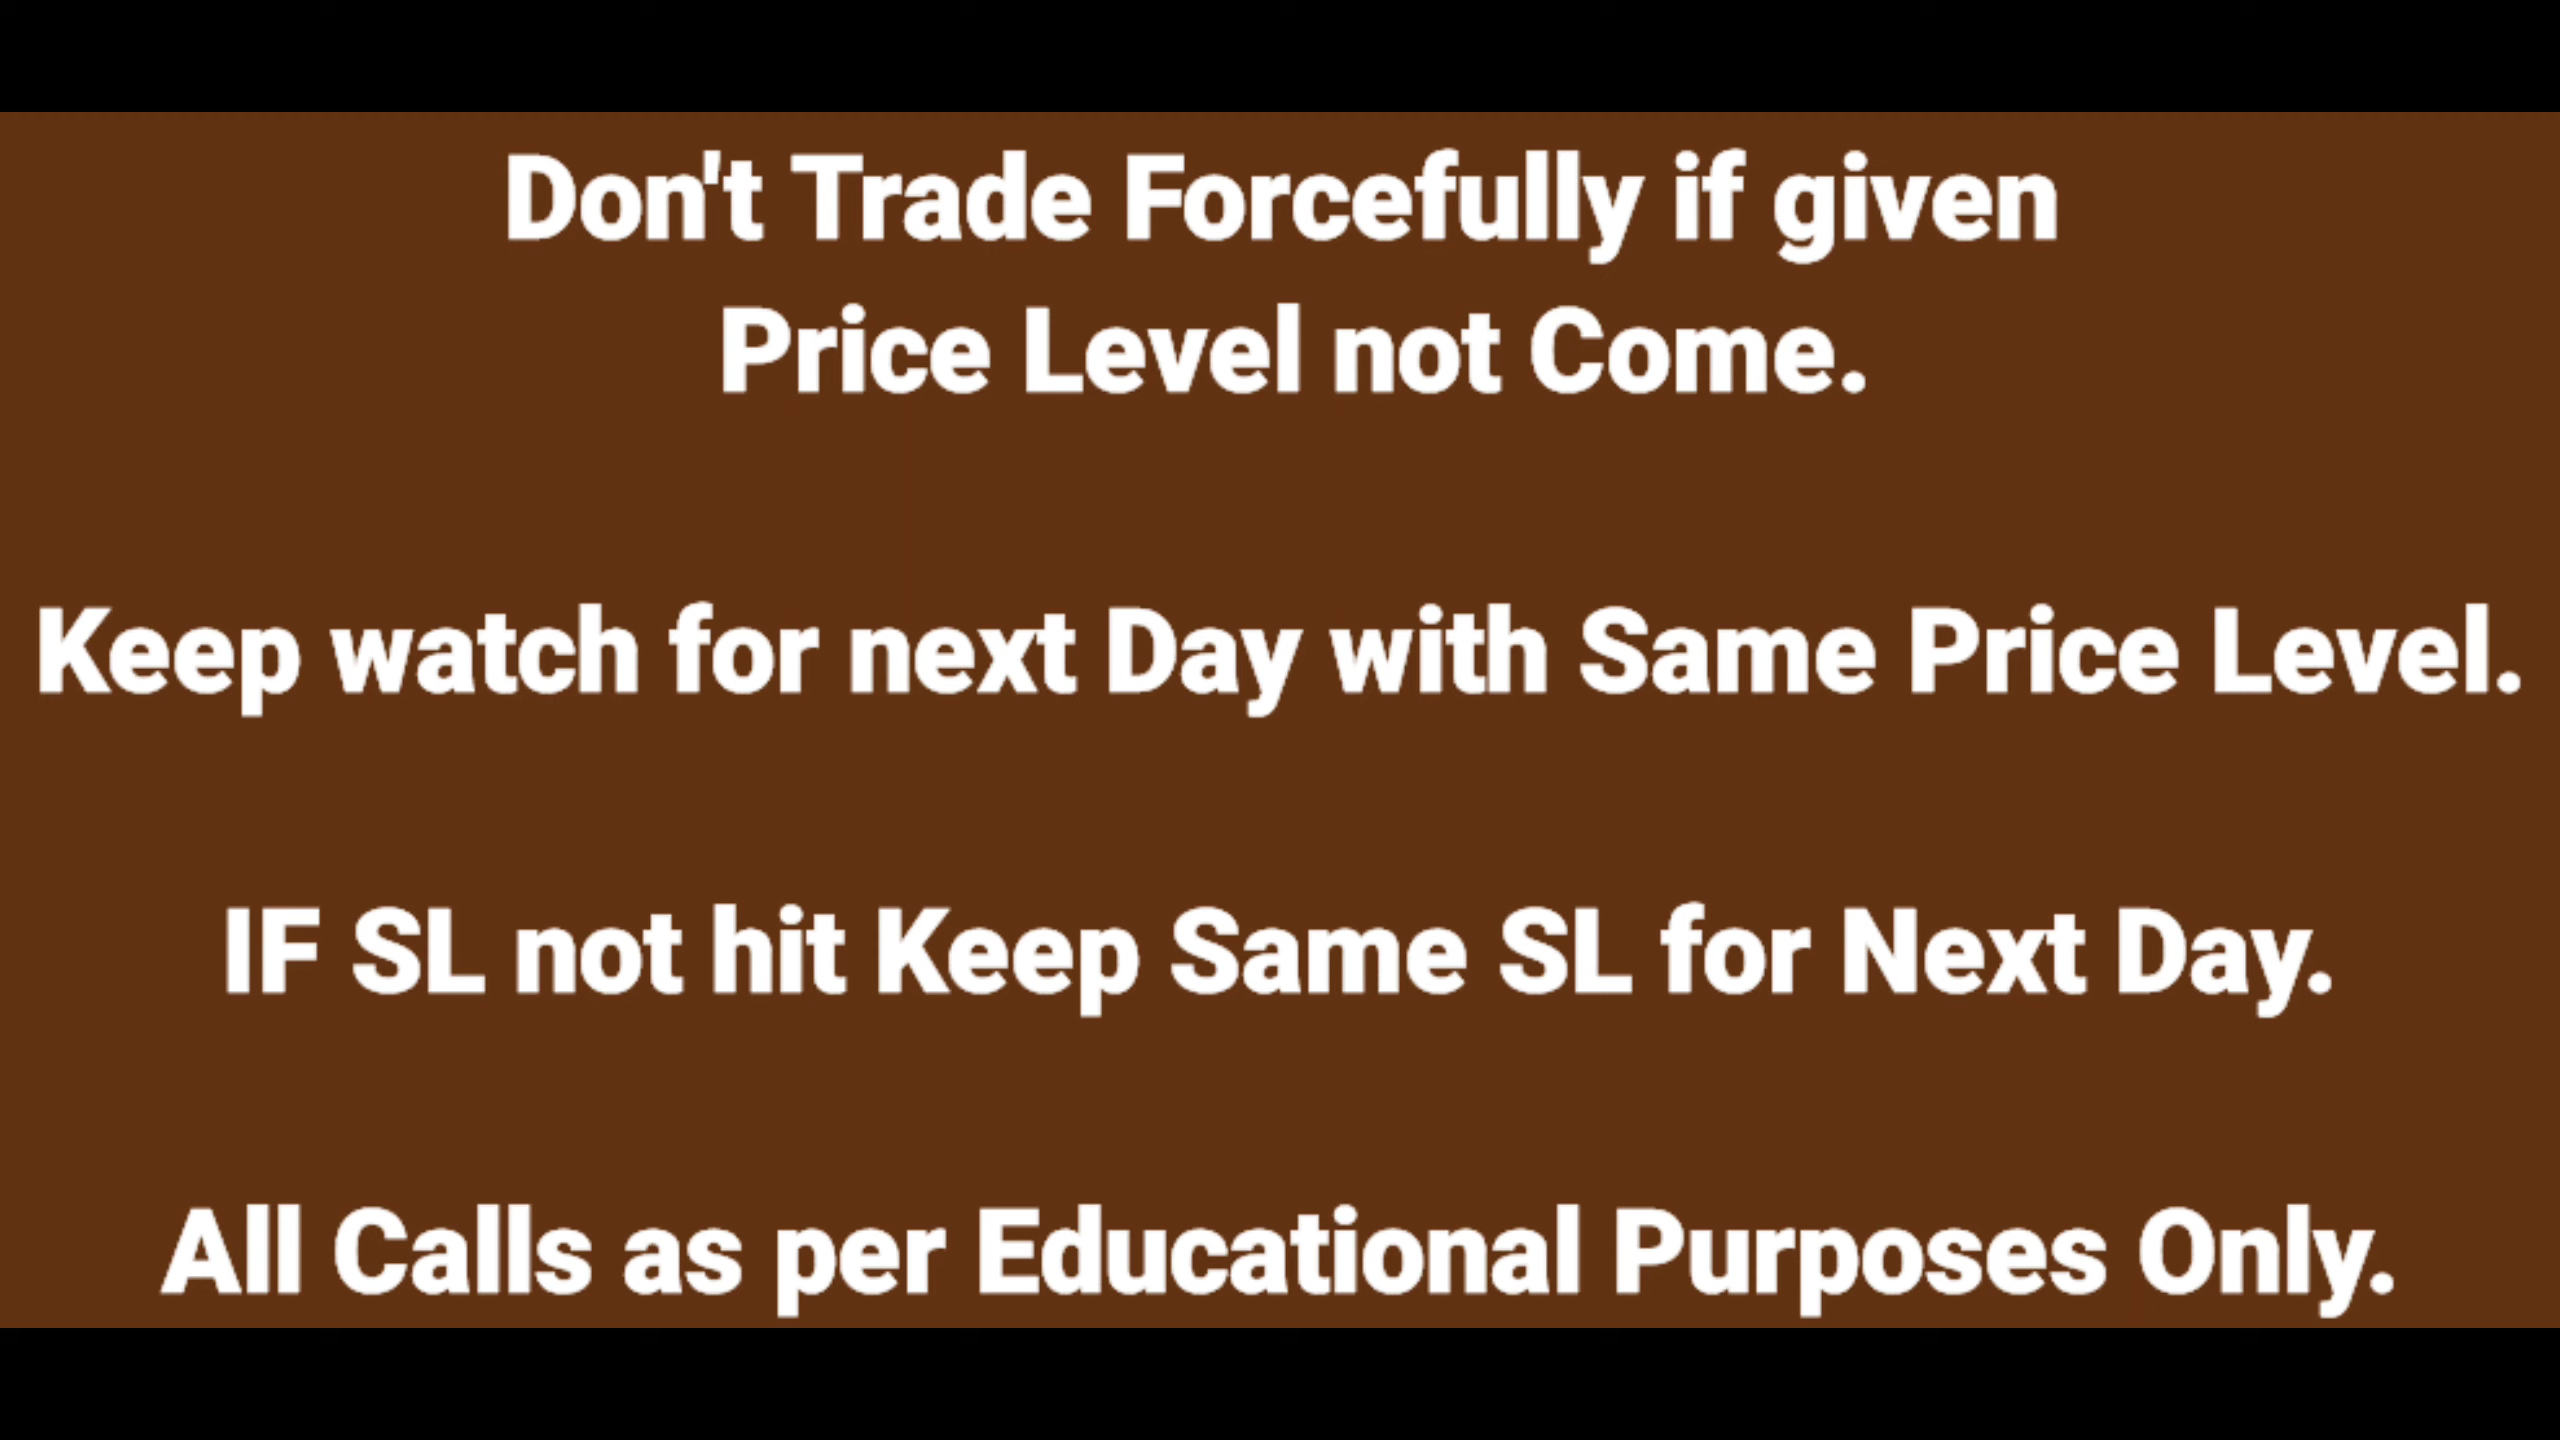 Don't Trade Forcefully if given
Price Level not Come.
Keep watch for next Day with Same Price Level.
IF SL not hit Keep Same SL for Next Day.
All Calls as per Educational Purposes Only.